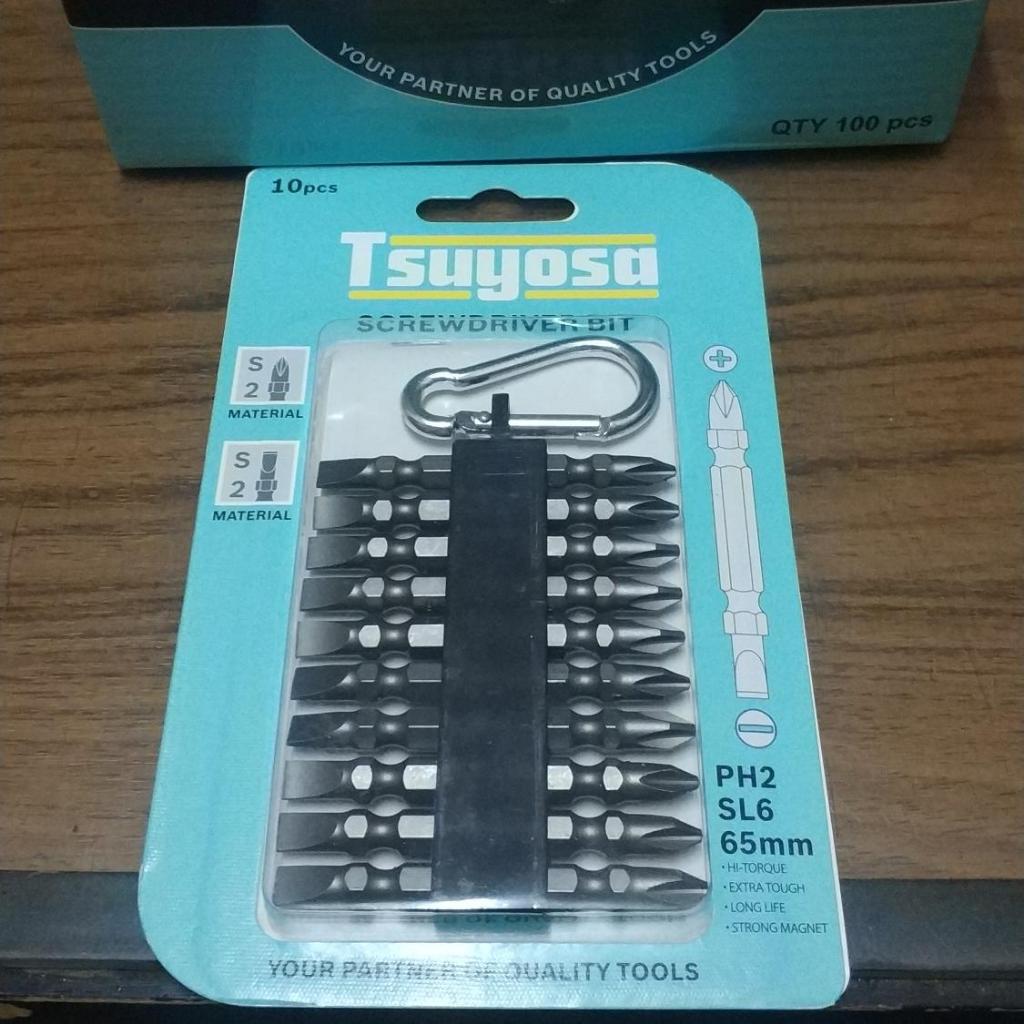 YOUR PARTNER OF QUALITY TOOLS
QTY 100 pcs
10pcs
Tsuyosa
SCREWDRIVER BIT
S
2
MATERIAL
S
2
MATERIAL
PH2
SL6
65mm
· HI-TORQUE
· EXTRA TOUGH
· LONG LIFE
· STRONG MAGNET
YOUR PARTNER OF QUALITY TOOLS